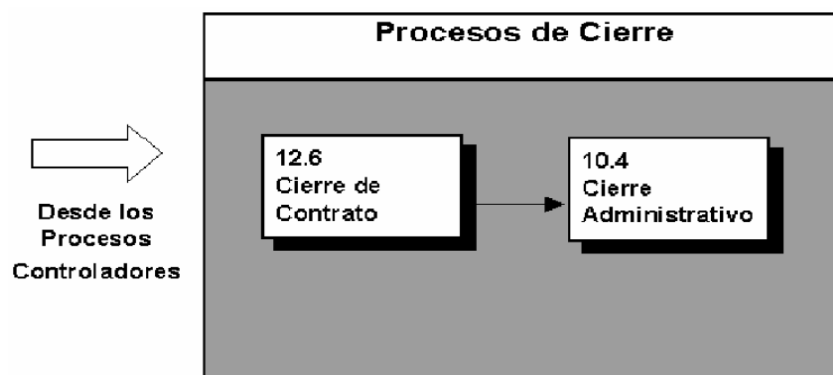 Procesos de Cierre
12.6
Cierre de
Contrato
10.4
Cierre
Administrativo
Desde los
Procesos
Controladores